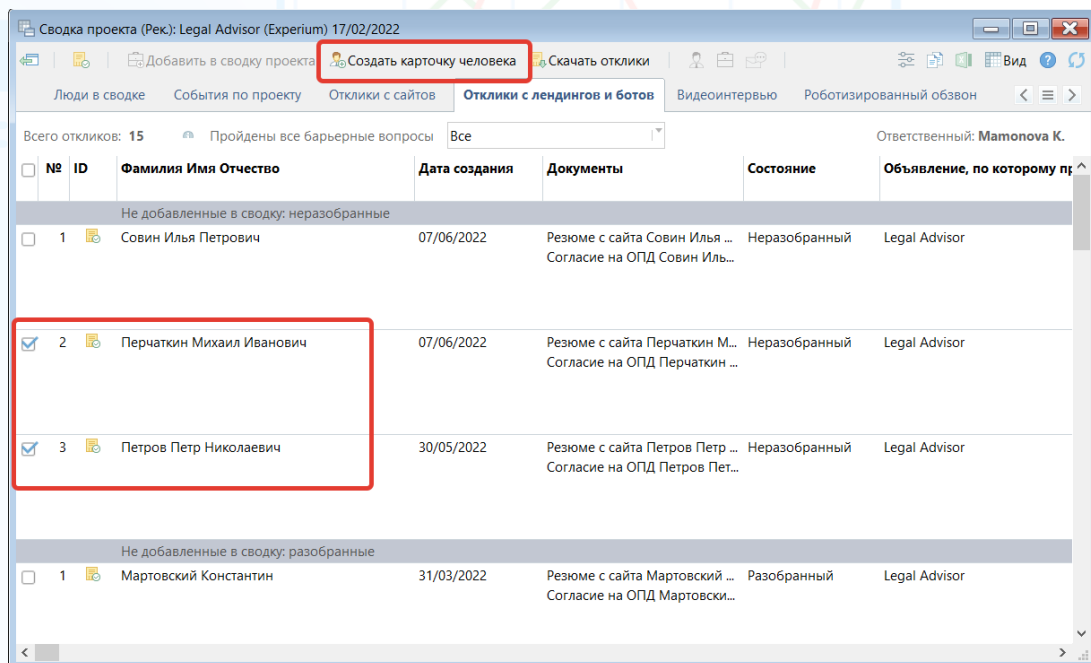 Сводка проекта (Рек.): Legal Advisor (Experium) 17/02/2022
Добавить в сводку проекта Создать карточку человека Скачать отклики Вид
Люди в сводке События по проекту Отклики с сайтов Отклики с лендингов и ботов Видеоинтервью Роботизированный обзвон
Всего откликов: 15 Пройдены все барьерные вопросы Все Ответственный: Mamonova K.
№ ID Фамилия Имя Отчество Дата создания Документы Состояние Объявление, по которому пр
Не добавленные в сводку: неразобранные
1 Совин Илья Петрович 07/06/2022 Резюме с сайта Совин Илья ... Неразобранный Legal Advisor
Согласие на ОПД Совин Иль...
2 Перчаткин Михаил Иванович 07/06/2022 Резюме с сайта Перчаткин М... Неразобранный Legal Advisor
Согласие на ОПД Перчаткин ...
3 Петров Петр Николаевич 30/05/2022 Резюме с сайта Петров Петр ... Неразобранный Legal Advisor
Согласие на ОПД Петров Пет...
Не добавленные в сводку: разобранные
1 Мартовский Константин 31/03/2022 Резюме с сайта Мартовский ... Разобранный Legal Advisor
Согласие на ОПД Мартовски...